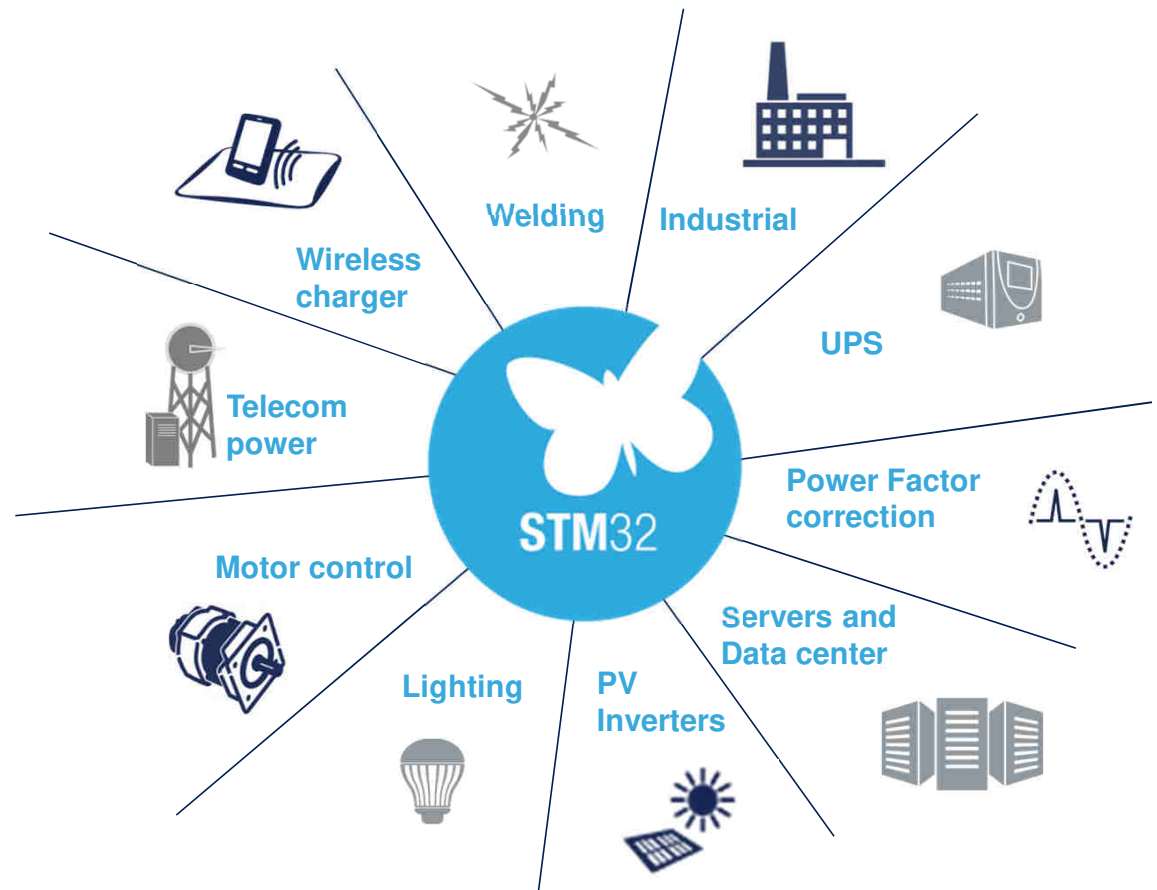 Welding
Industrial
Wireless
charger
UPS
Telecom
power
Power Factor
correction
STM32
Motor control
Servers and
Data center
Lighting
PV
Inverters